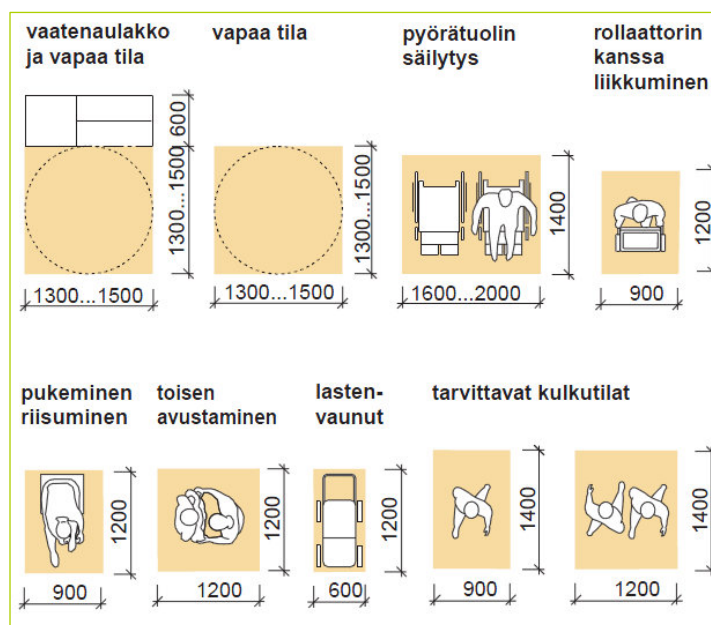 vaatenaulakko
ja vapaa tila
600
1300...1500
1300...1500
vapaa tila
1300...1500
1300...1500
pyörätuolin
säilytys
1400
1600...2000
rollaattorin
kanssa
liikkuminen
1200
900
pukeminen
riisuminen
1200
900
toisen
avustaminen
1200
1200
lasten-
vaunut
1200
600
tarvittavat kulkutilat
1400
900
1400
1200